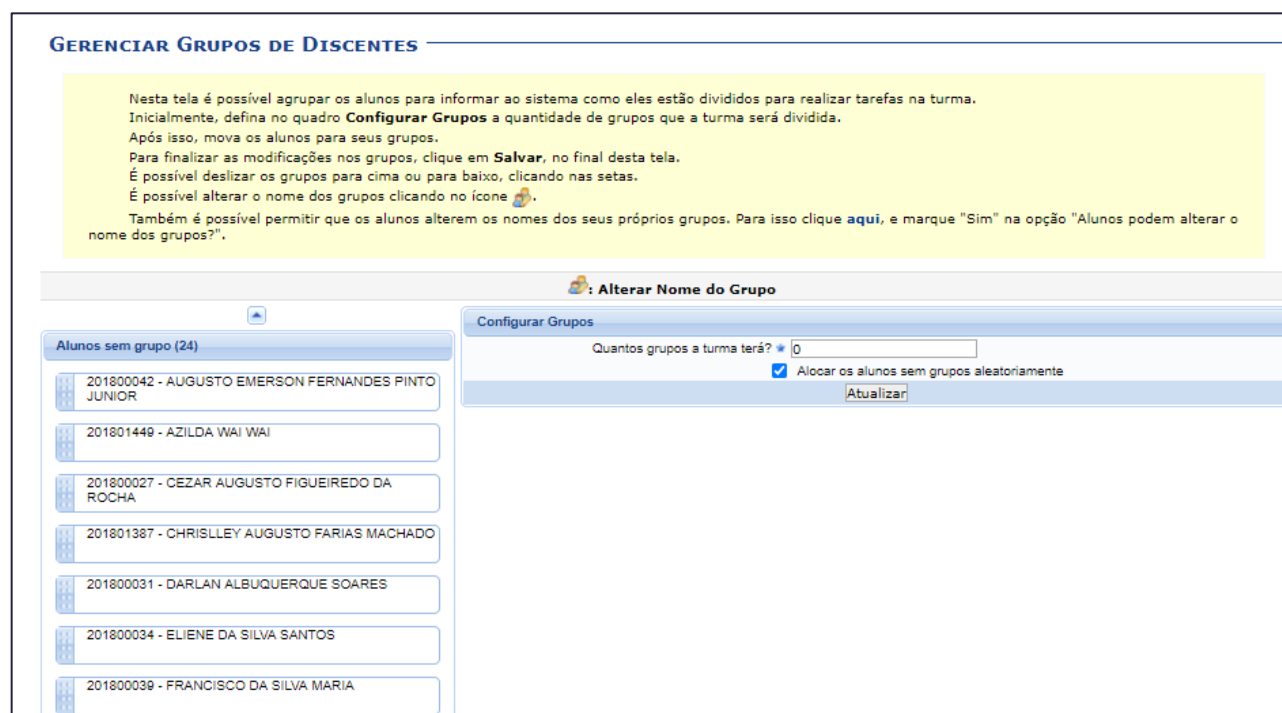 GERENCIAR GRUPOS DE DISCENTES
Nesta tela é possível agrupar os alunos para informar ao sistema como eles estão divididos para realizar tarefas na turma.
Inicialmente, defina no quadro Configurar Grupos a quantidade de grupos que a turma será dividida.
Após isso, mova os alunos para seus grupos.
Para finalizar as modificações nos grupos, clique em Salvar, no final desta tela.
É possível deslizar os grupos para cima ou para baixo, clicando nas setas.
É possível alterar o nome dos grupos clicando no ícone .
Também é possível permitir que os alunos alterem os nomes dos seus próprios grupos. Para isso clique aqui, e marque "Sim" na opção "Alunos podem alterar o
nome dos grupos?".
: Alterar Nome do Grupo
Alunos sem grupo (24)
201800042 - AUGUSTO EMERSON FERNANDES PINTO
JUNIOR
201801449 - AZILDA WAI WAI
201800027 - CEZAR AUGUSTO FIGUEIREDO DA
ROCHA
201801387 - CHRISLLEY AUGUSTO FARIAS MACHADO
201800031 - DARLAN ALBUQUERQUE SOARES
201800034 - ELIENE DA SILVA SANTOS
201800039 - FRANCISCO DA SILVA MARIA
Configurar Grupos
Quantos grupos a turma terá? 0
Alocar os alunos sem grupos aleatoriamente
Atualizar